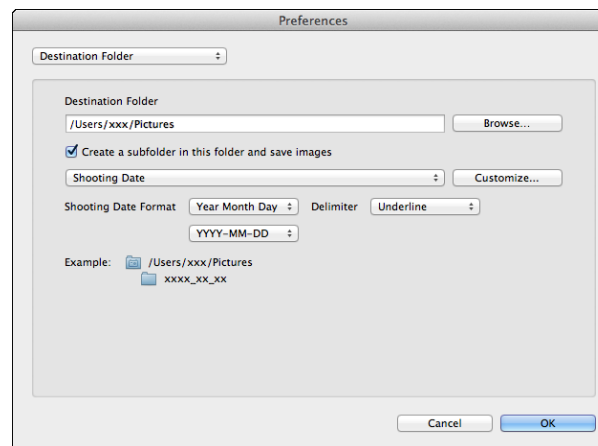 Preferences
Destination Folder
Destination Folder
/Users/xxx/Pictures Browse...
Create a subfolder in this folder and save images
Shooting Date Customize...
Shooting Date Format Year Month Day Delimiter Underline
YYYY-MM-DD
Example: /Users/xxx/Pictures
xxxx_xx_xx
Cancel OK